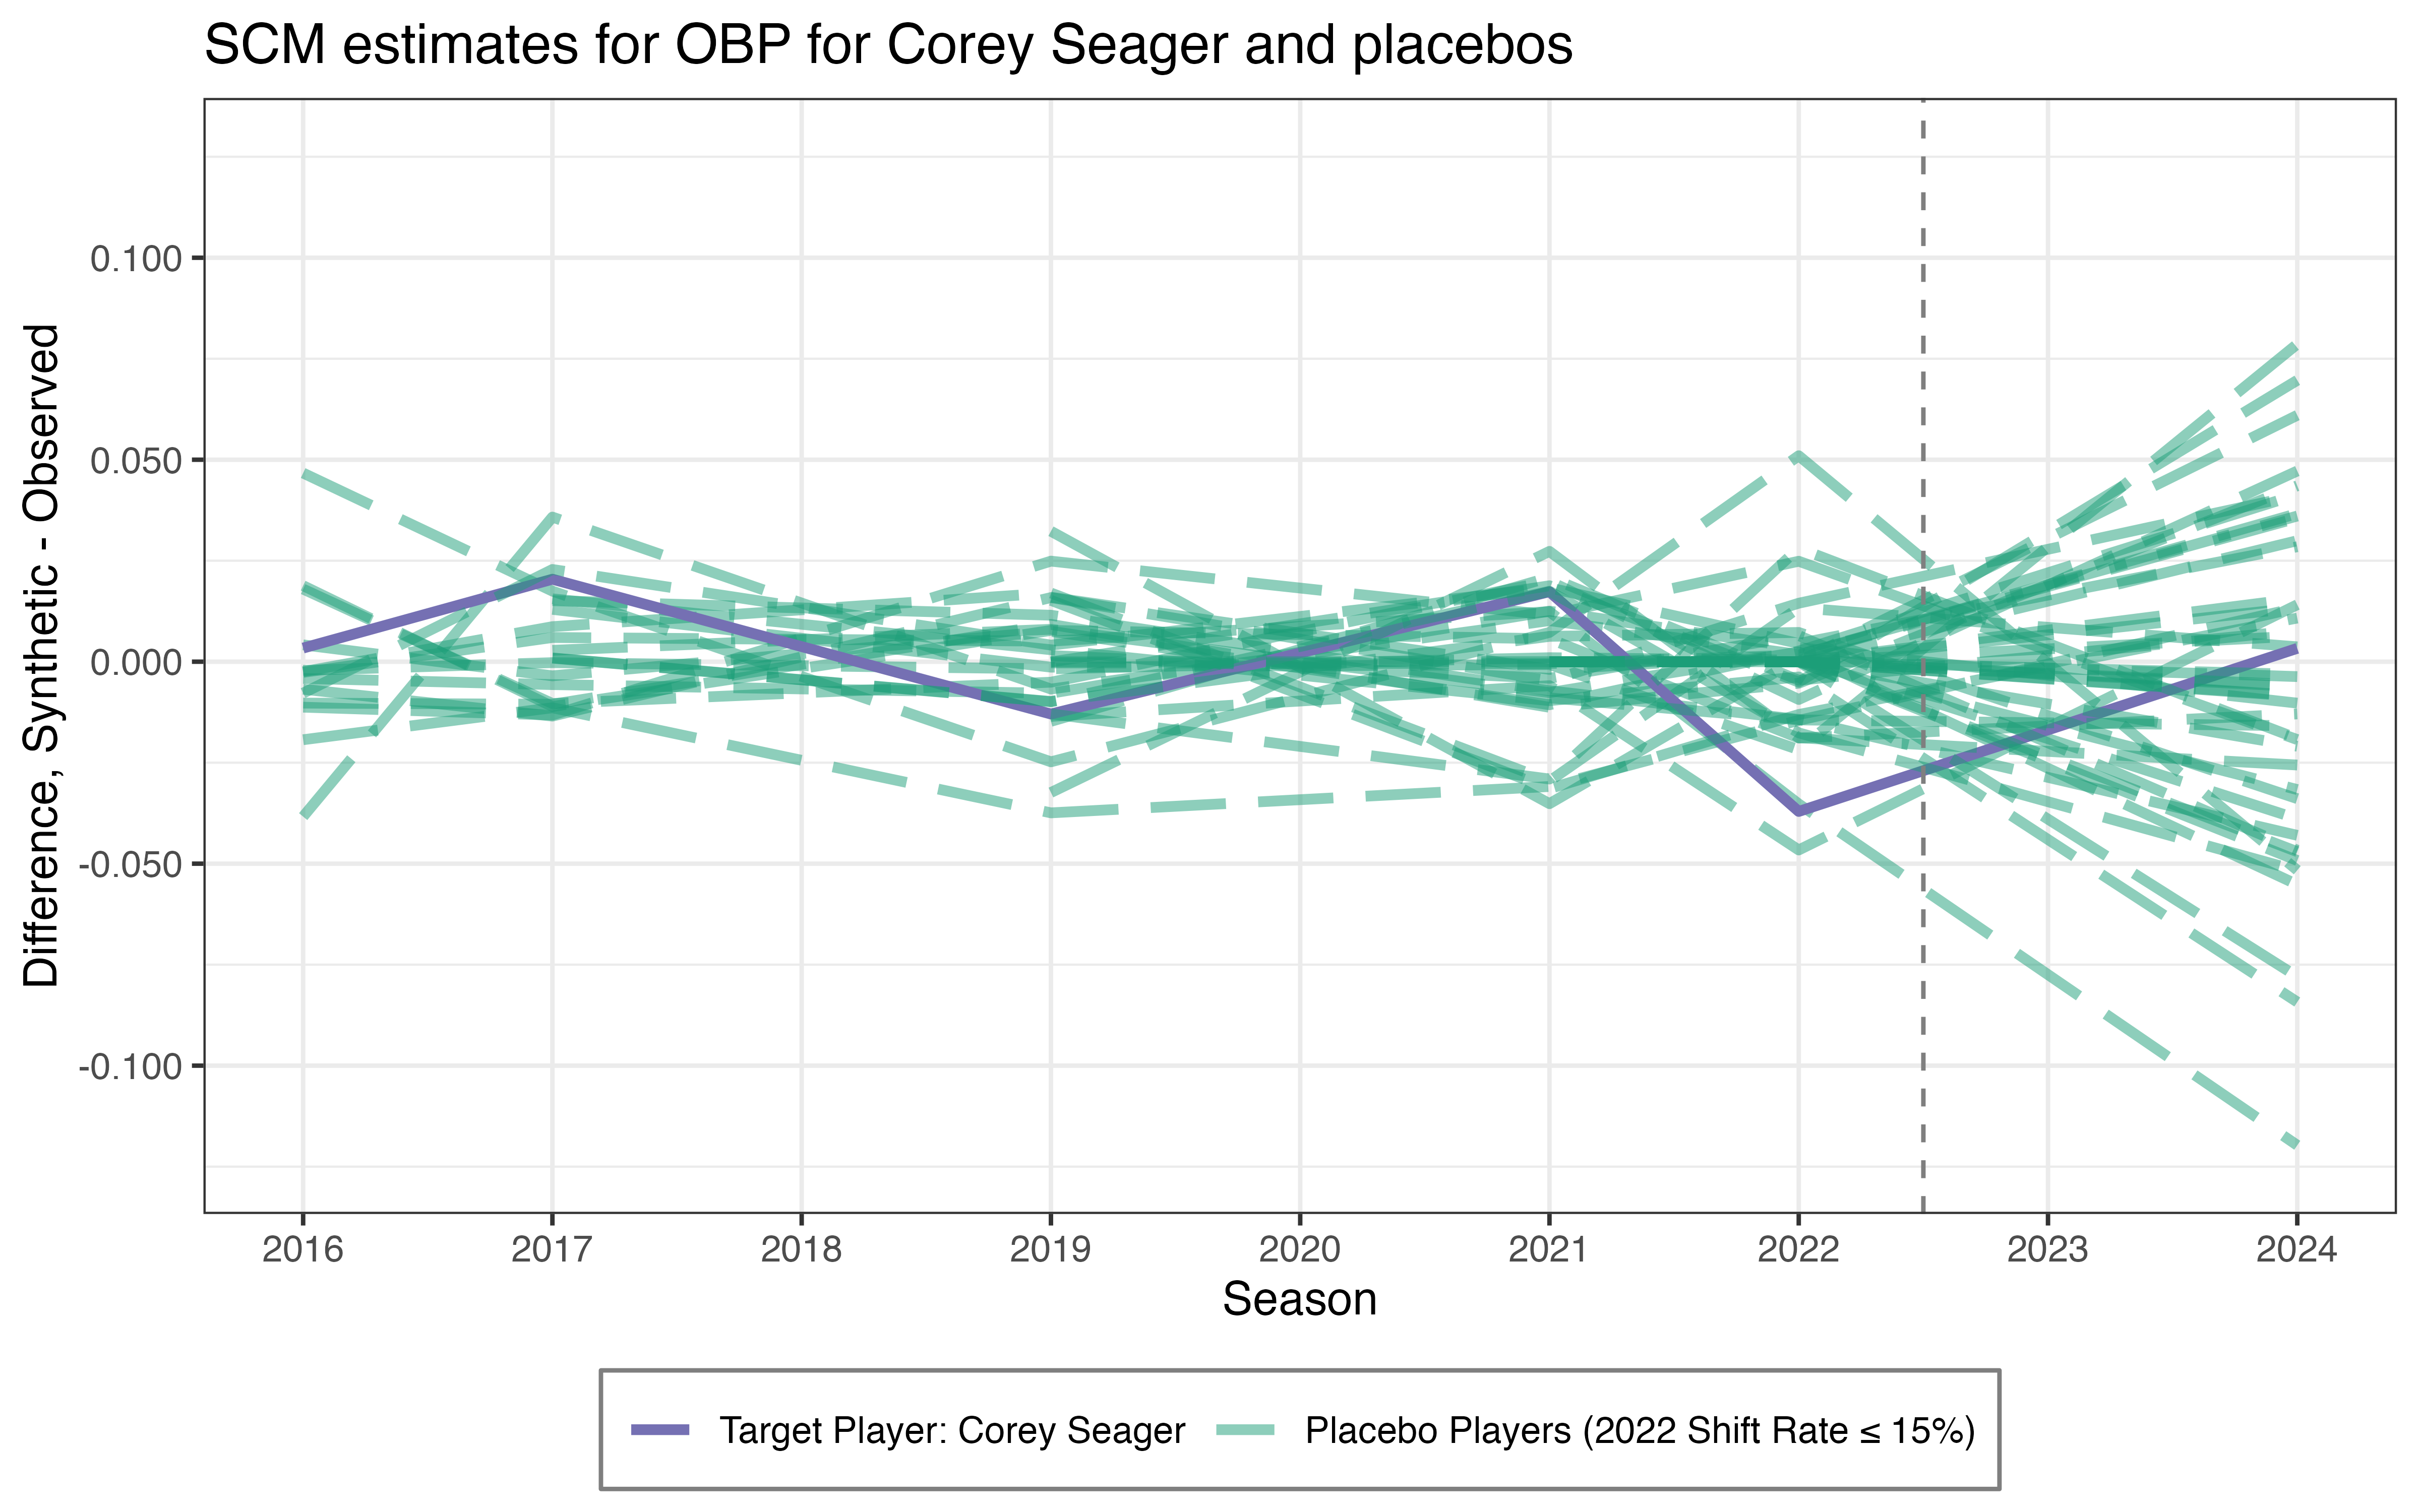 SCM estimates for OBP for Corey Seager and placebos
Difference, Synthetic - Observed
0.100
0.050
0.000
-0.050
-0.100
2016 2017 2018 2019 2020 2021 2022 2023 2024
Season
Target Player: Corey Seager Placebo Players (2022 Shift Rate ≤ 15%)